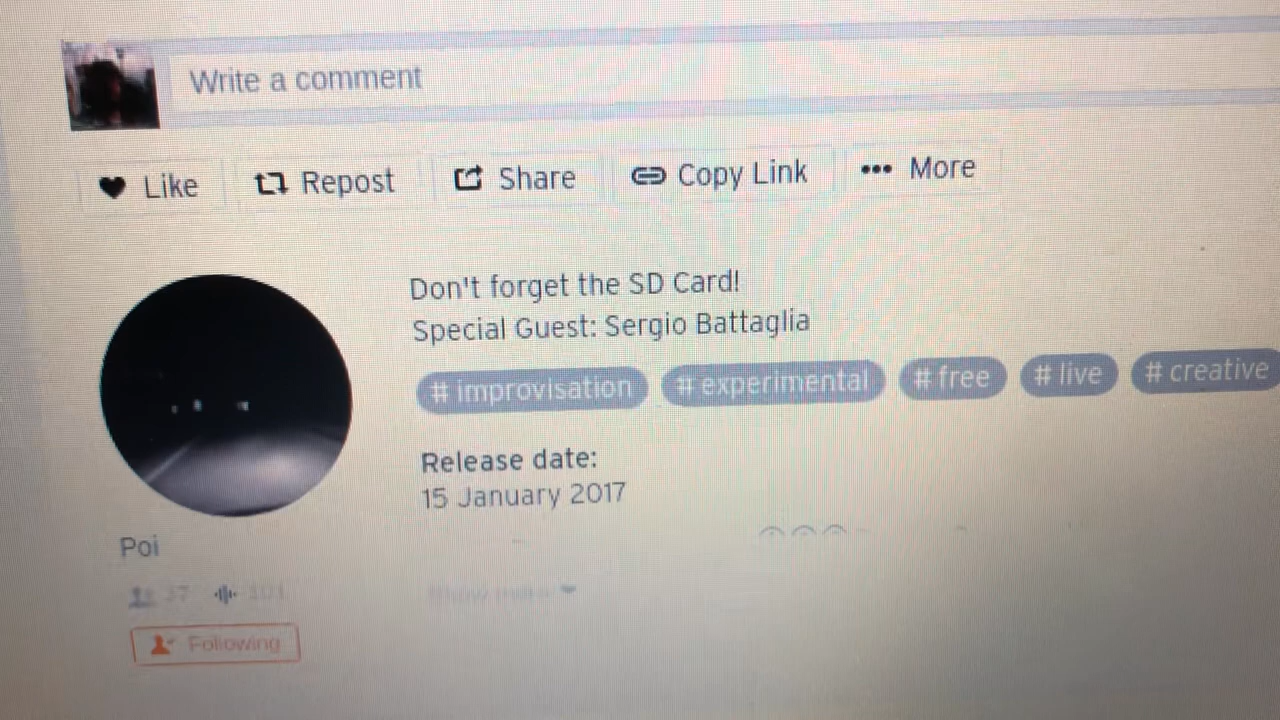 Write a comment
Like Repost Share Copy Link ••• More
Don't forget the SD Card!
Special Guest: Sergio Battaglia
# improvisation # experimental # free # live # creative
Release date:
15 January 2017
Poi
Following